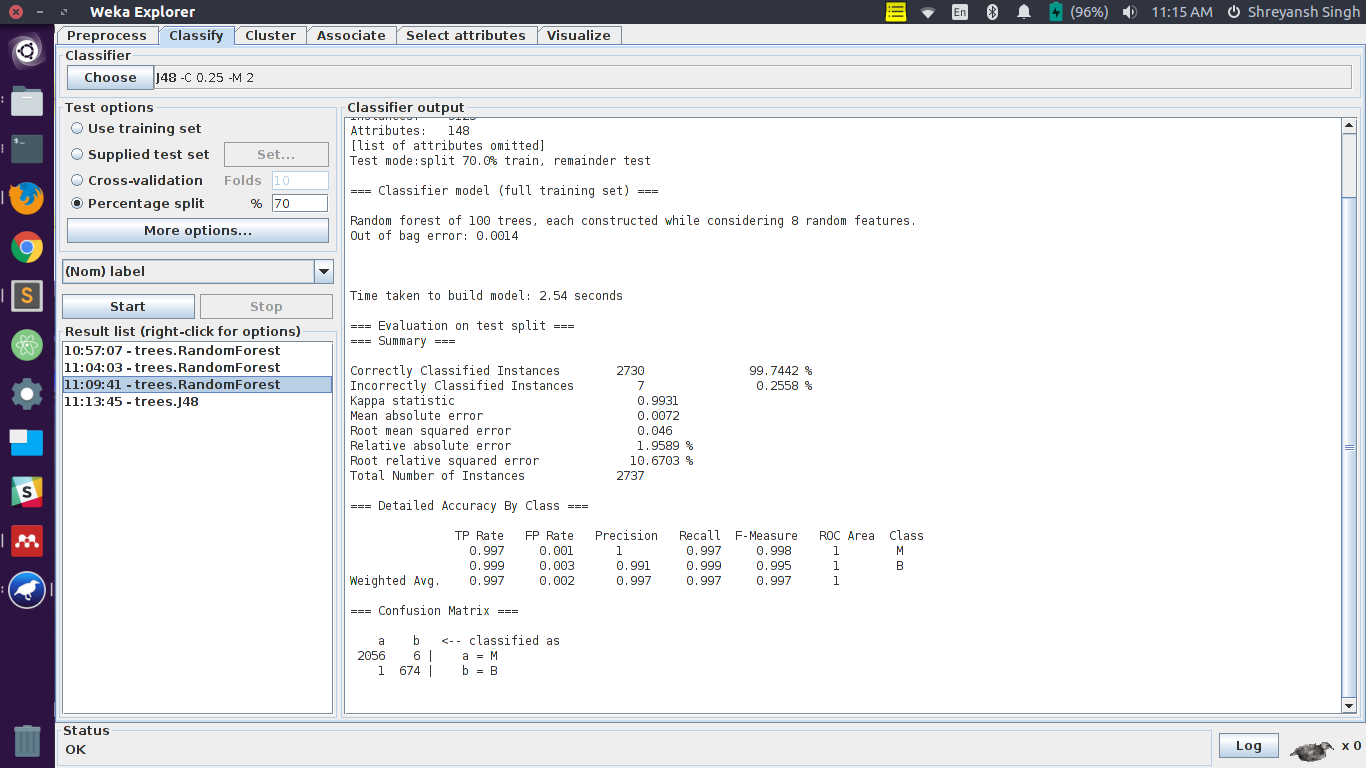 Weka Explorer
En
(96%)
11:15 AM
Shreyansh Singh
Preprocess Classify Cluster Associate Select attributes Visualize
Classifier
Choose J48 -C 0.25 -M 2
Test options
Use training set
Supplied test set Set...
Cross-validation Folds 10
Percentage split % 70
More options...
(Nom) label
Start Stop
Result list (right-click for options)
10:57:07 - trees.RandomForest
11:04:03 - trees.RandomForest
11:09:41 - trees.RandomForest
11:13:45 - trees.J48
Classifier output
Attributes: 148
[list of attributes omitted]
Test mode:split 70.0% train, remainder test
=== Classifier model (full training set) ===
Random forest of 100 trees, each constructed while considering 8 random features.
Out of bag error: 0.0014
Time taken to build model: 2.54 seconds
=== Evaluation on test split ===
=== Summary ===
Correctly Classified Instances 2730 99.7442 %
Incorrectly Classified Instances 7 0.2558 %
Kappa statistic 0.9931
Mean absolute error 0.0072
Root mean squared error 0.046
Relative absolute error 1.9589 %
Root relative squared error 10.6703 %
Total Number of Instances 2737
=== Detailed Accuracy By Class ===
TP Rate FP Rate Precision Recall F-Measure ROC Area Class
0.997 0.001 1 0.997 0.998 1 M
0.999 0.003 0.991 0.999 0.995 1 B
Weighted Avg. 0.997 0.002 0.997 0.997 0.997 1
=== Confusion Matrix ===
a b <-- classified as
2056 6 | a = M
1 674 | b = B
Status
OK
Log
x 0